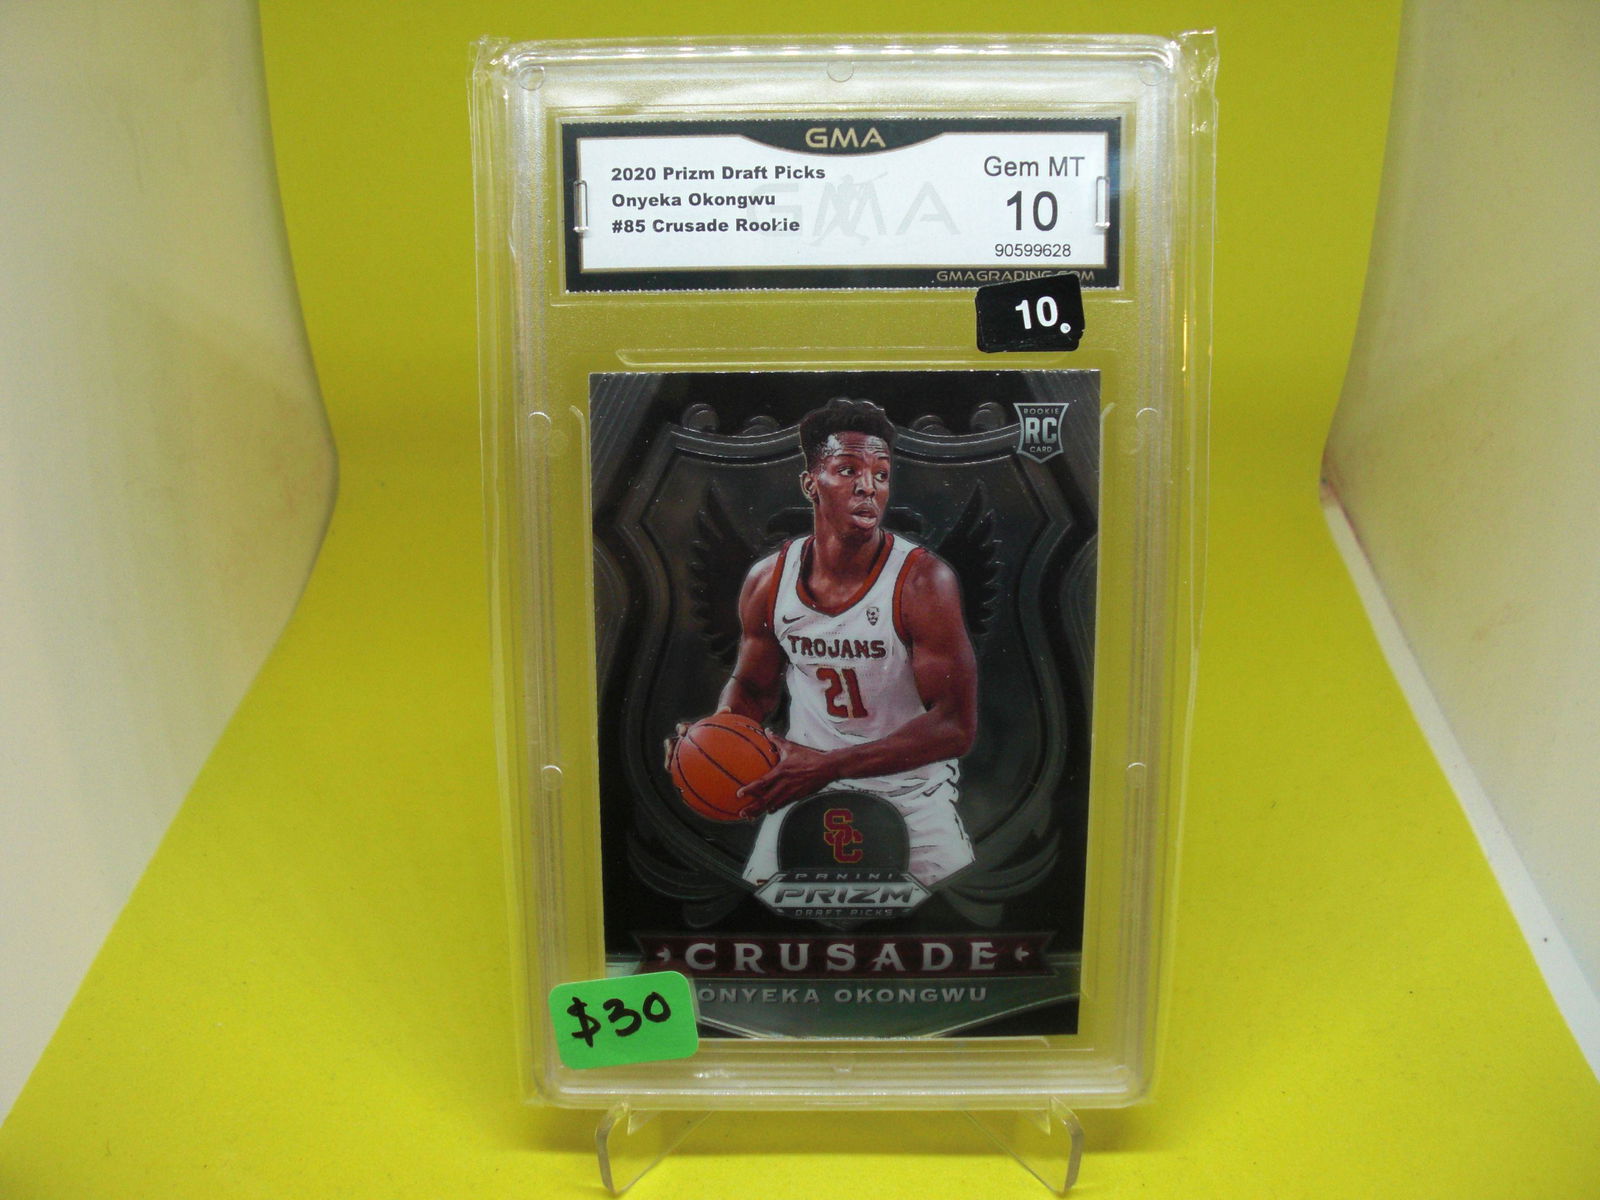 GMA
2020 Prizm Draft Picks
Onyeka Okongwu
#85 Crusade Rookie
GMA
Gem MT
10
90599628
GMAGRADING.COM
10.
ROOKIE
RC
CARD
TROJANS
21
SC
PANINI
PRIZM
DRAFT PICKS
CRUSADE
ONYEKA OKONGWU
$30